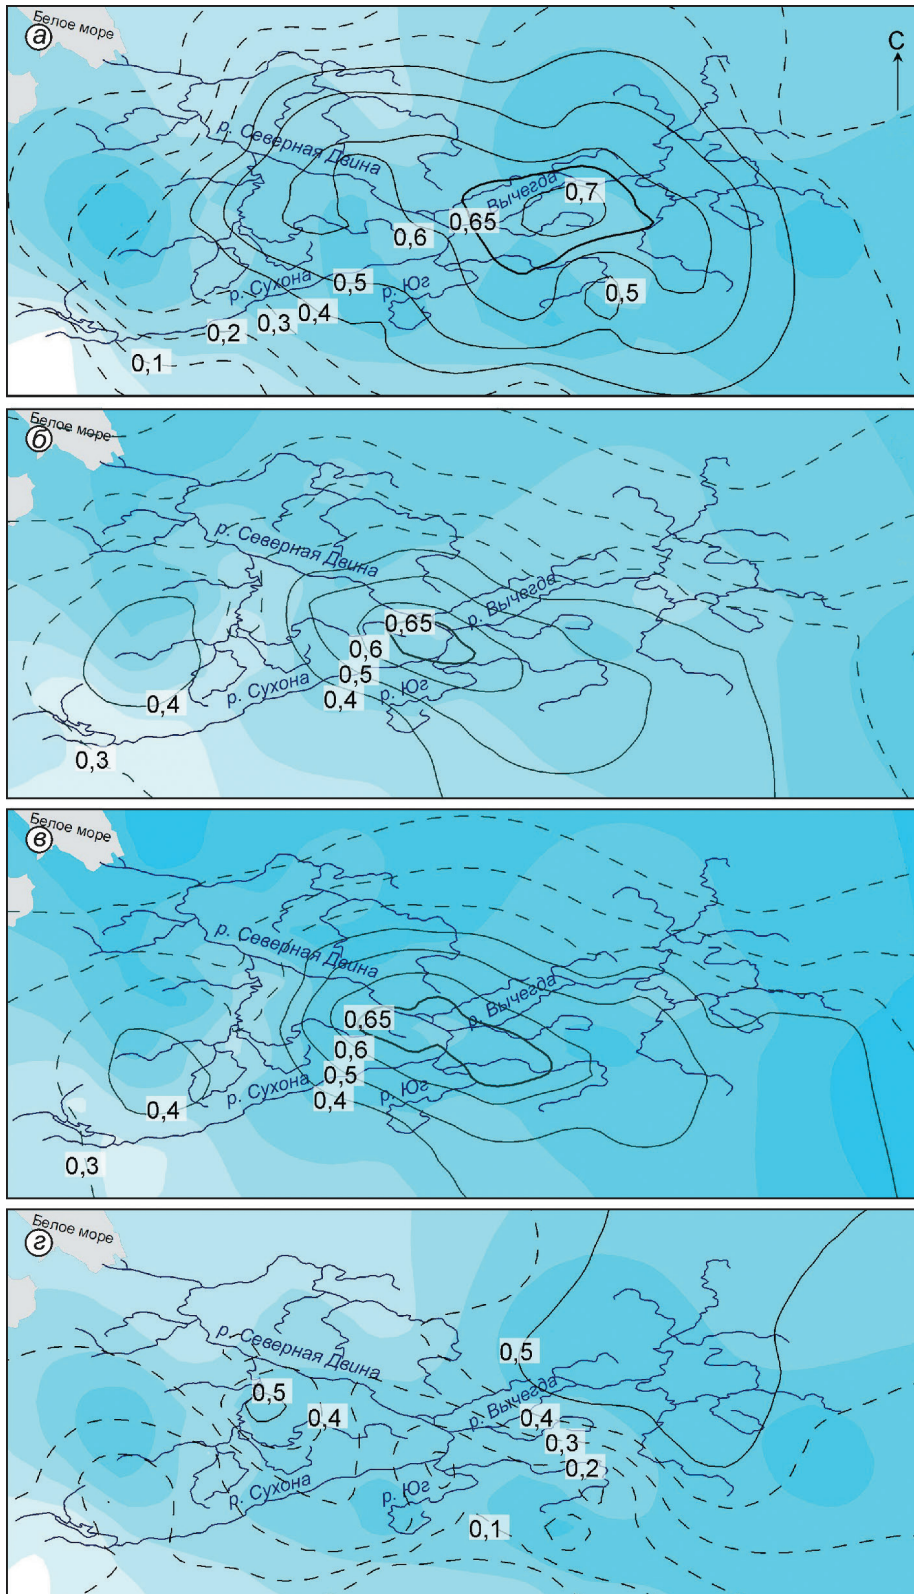 Белое море
а
С
р. Северная Двина
р. Вычегда
0,7
0,65
0,6
р. Сухона
0,5
р. Юг
0,5
0,4
0,3
0,2
0,1
Белое море
б
р. Северная Двина
р. Вычегда
0,65
0,6
0,5
р. Сухона
р. Юг
0,4
0,4
0,3
Белое море
в
р. Северная Двина
р. Вычегда
0,65
0,6
0,5
р. Сухона
р. Юг
0,4
0,4
0,3
Белое море
г
р. Северная Двина
0,5
р. Вычегда
0,5
0,4
0,4
0,3
0,2
р. Сухона
р. Юг
0,1